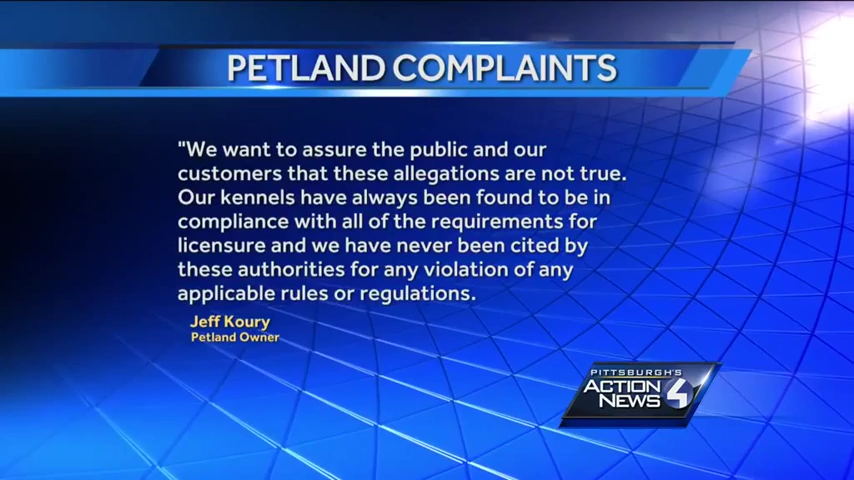 PETLAND COMPLAINTS
"We want to assure the public and our
customers that these allegations are not true.
Our kennels have always been found to be in
compliance with all of the requirements for
licensure and we have never been cited by
these authorities for any violation of any
applicable rules or regulations.
Jeff Koury
Petland Owner
PITTSBURGH'S
ACTION
NEWS 4